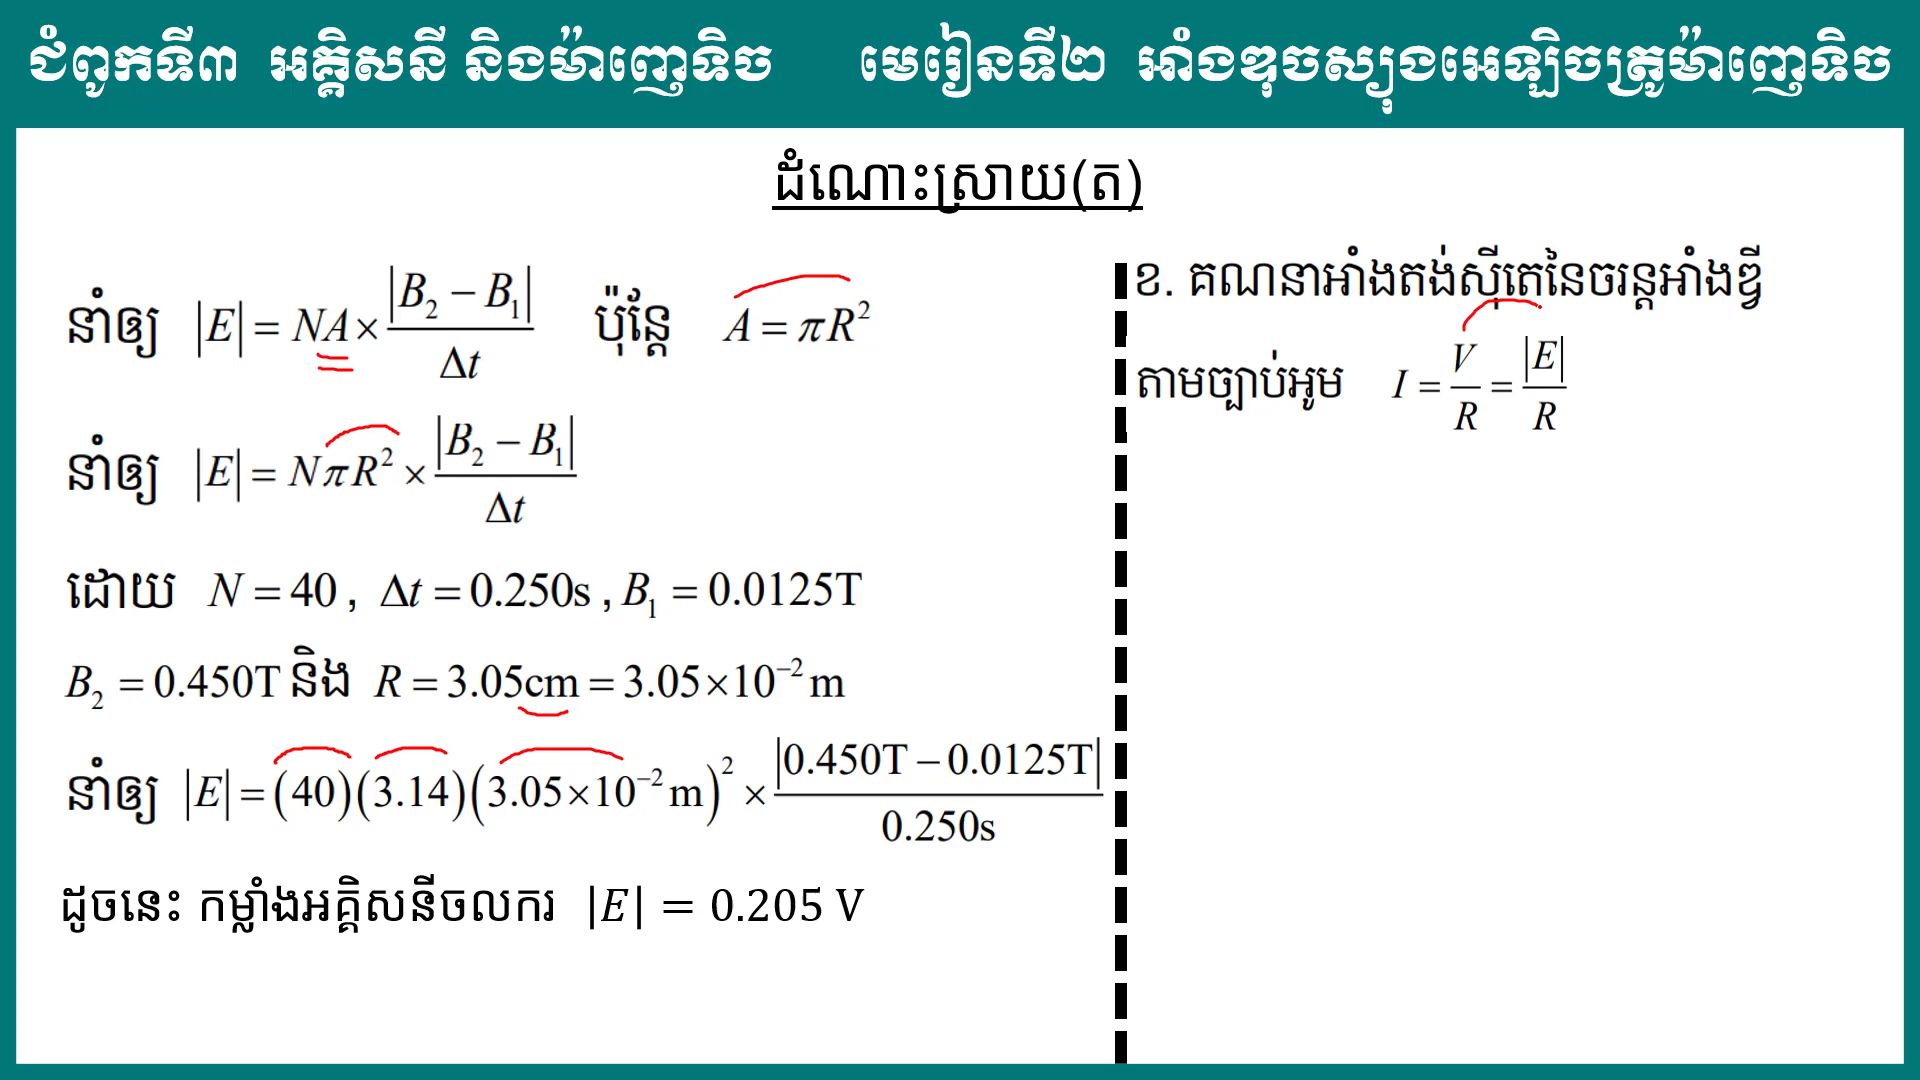 ជំពូកទី៣ អគ្គិសនី និងម៉ាញេទិច មេរៀនទី២ អាំងឌុចស្យុងអេឡិចត្រូម៉ាញេទិច
ដំណោះស្រាយ(ត)
នាំឲ្យ |E| = NA × |B₂ − B₁| / Δt ប៉ុន្តែ A = πR²
នាំឲ្យ |E| = NπR² × |B₂ − B₁| / Δt
ដោយ N = 40 , Δt = 0.250s , B₁ = 0.0125T
B₂ = 0.450T និង R = 3.05cm = 3.05×10⁻² m
នាំឲ្យ |E| = (40)(3.14)(3.05×10⁻² m)² × |0.450T − 0.0125T| / 0.250s
ដូចនេះ កម្លាំងអគ្គិសនីចលករ |E| = 0.205 V
ខ. គណនាអាំងតង់ស៊ីតេនៃចរន្តអាំងឌ្វី
តាមច្បាប់អូម I = V / R = |E| / R